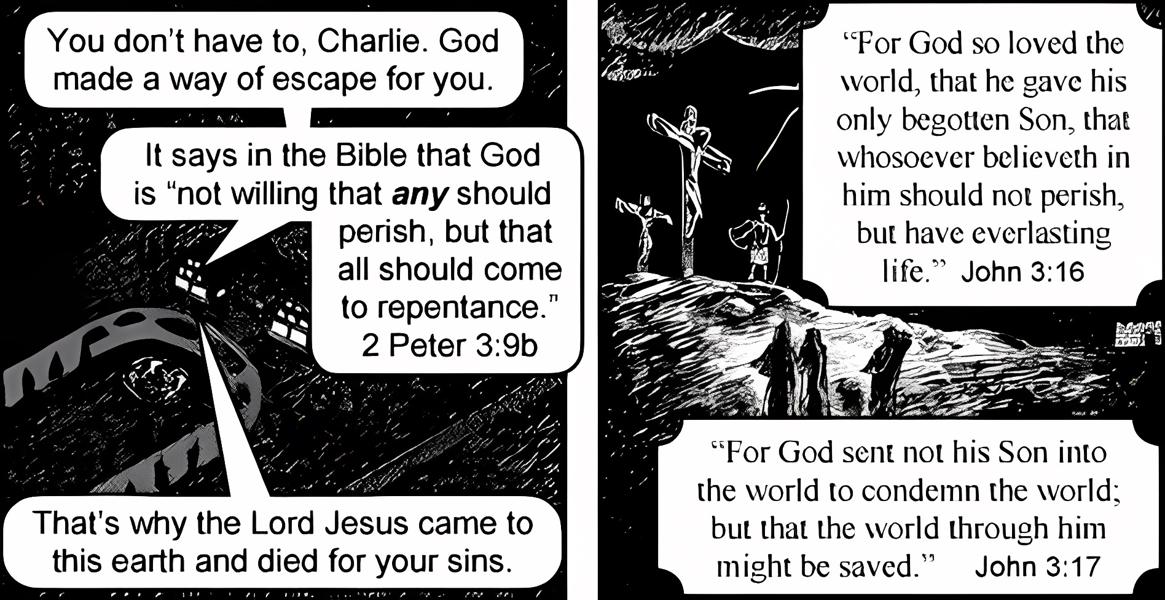 You don't have to, Charlie. God
made a way of escape for you.
It says in the Bible that God
is “not willing that any should
perish, but that
all should come
to repentance.”
2 Peter 3:9b
That's why the Lord Jesus came to
this earth and died for your sins.
“For God so loved the
world, that he gave his
only begotten Son, that
whosoever believeth in
him should not perish,
but have everlasting
life.” John 3:16
“For God sent not his Son into
the world to condemn the world;
but that the world through him
might be saved.” John 3:17